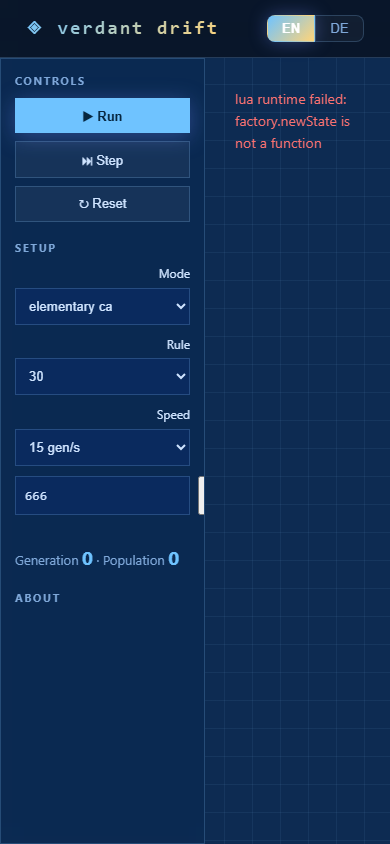 ◈ verdant drift
EN DE
CONTROLS
▶ Run
⏭ Step
↻ Reset
SETUP
Mode
elementary ca
Rule
30
Speed
15 gen/s
666
Generation 0 · Population 0
ABOUT
lua runtime failed:
factory.newState is
not a function